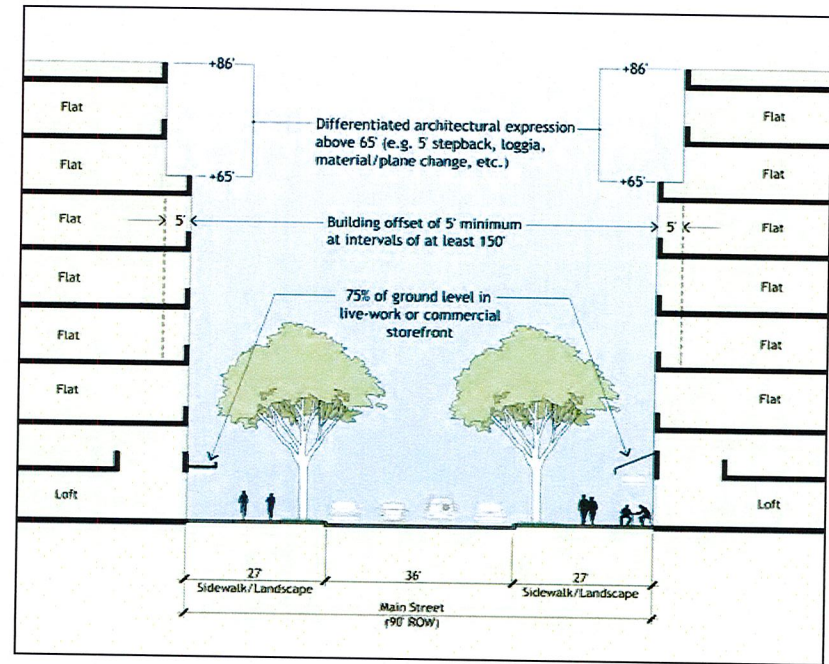 +86'
+86'
Flat
Flat
Differentiated architectural expression
above 65' (e.g. 5' stepback, loggia,
material/plane change, etc.)
Flat
Flat
+65'
+65'
Flat
5'
Building offset of 5' minimum
at intervals of at least 150'
5'
Flat
Flat
Flat
75% of ground level in
live-work or commercial
storefront
Flat
Flat
Flat
Flat
Loft
Loft
27'
36'
27'
Sidewalk/Landscape
Sidewalk/Landscape
Main Street
(90' ROW)